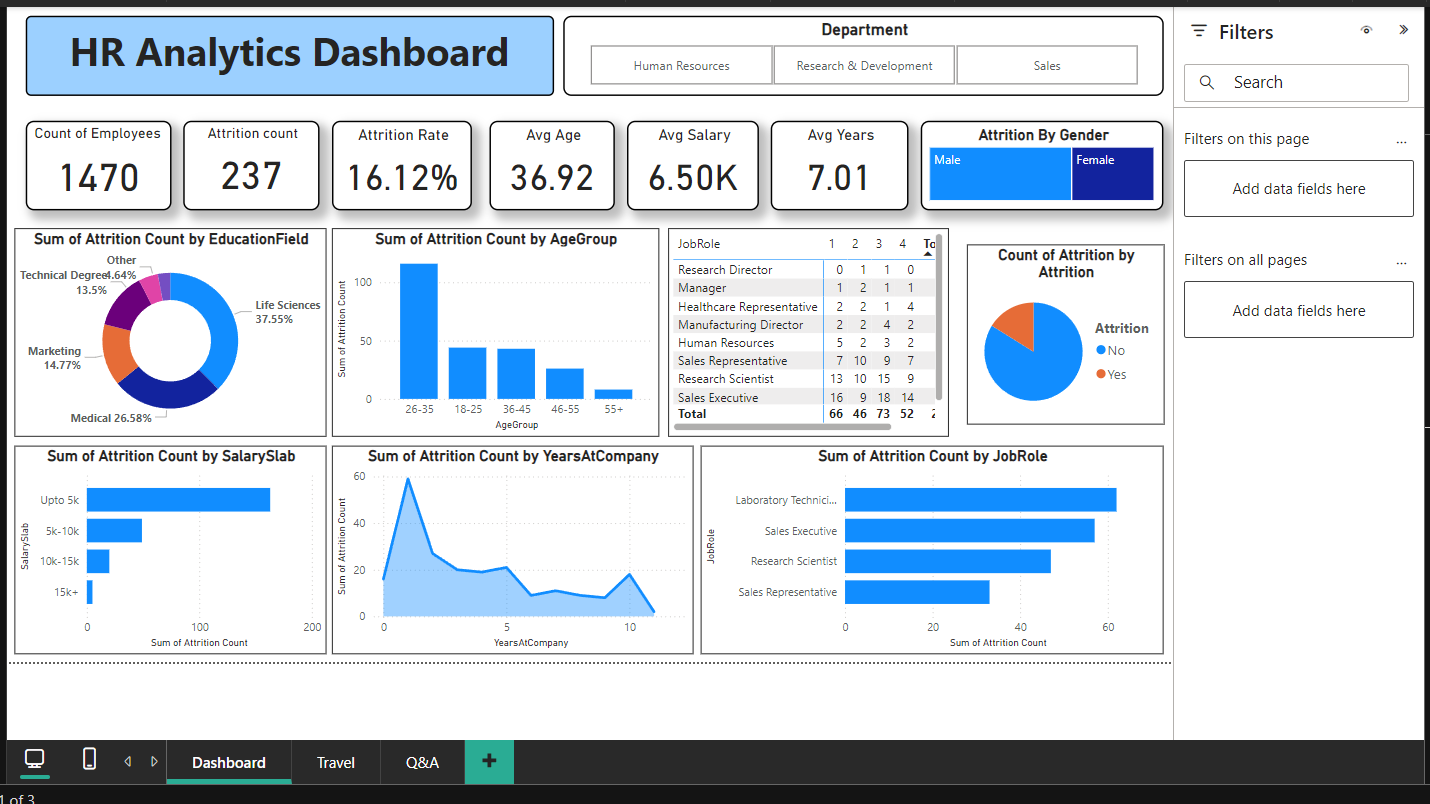 HR Analytics Dashboard
Department
Human Resources
Research & Development
Sales
Filters
Search
Filters on this page
...
Add data fields here
Filters on all pages
...
Add data fields here
Count of Employees
1470
Attrition count
237
Attrition Rate
16.12%
Avg Age
36.92
Avg Salary
6.50K
Avg Years
7.01
Attrition By Gender
Male
Female
Sum of Attrition Count by EducationField
Other
4.64%
Technical Degree
13.5%
Life Sciences
37.55%
Marketing
14.77%
Medical 26.58%
Sum of Attrition Count by AgeGroup
Sum of Attrition Count
100
50
0
26-35 18-25 36-45 46-55 55+
AgeGroup
JobRole 1 2 3 4 To
Research Director 0 1 1 0
Manager 1 2 1 1
Healthcare Representative 2 2 1 4
Manufacturing Director 2 2 4 2
Human Resources 5 2 3 2
Sales Representative 7 10 9 7
Research Scientist 13 10 15 9
Sales Executive 16 9 18 14
Total 66 46 73 52 2
Count of Attrition by
Attrition
Attrition
No
Yes
Sum of Attrition Count by SalarySlab
SalarySlab
Upto 5k
5k-10k
10k-15k
15k+
0 100 200
Sum of Attrition Count
Sum of Attrition Count by YearsAtCompany
Sum of Attrition Count
60
40
20
0
0 5 10
YearsAtCompany
Sum of Attrition Count by JobRole
JobRole
Laboratory Technici...
Sales Executive
Research Scientist
Sales Representative
0 20 40 60
Sum of Attrition Count
Dashboard
Travel
Q&A
+
1 of 3